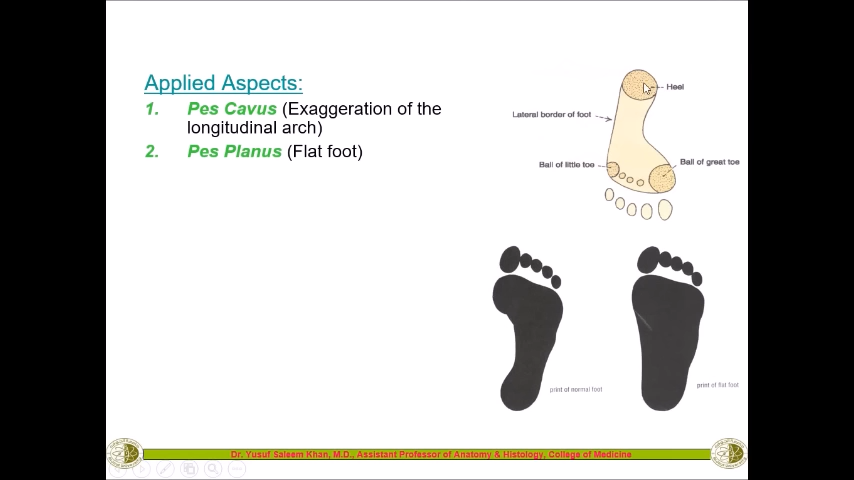 Applied Aspects:
1. Pes Cavus (Exaggeration of the
longitudinal arch)
2. Pes Planus (Flat foot)
Heel
Lateral border of foot
Ball of little toe
Ball of great toe
print of normal foot
print of flat foot
Dr. Yusuf Saleem Khan, M.D., Assistant Professor of Anatomy & Histology, College of Medicine